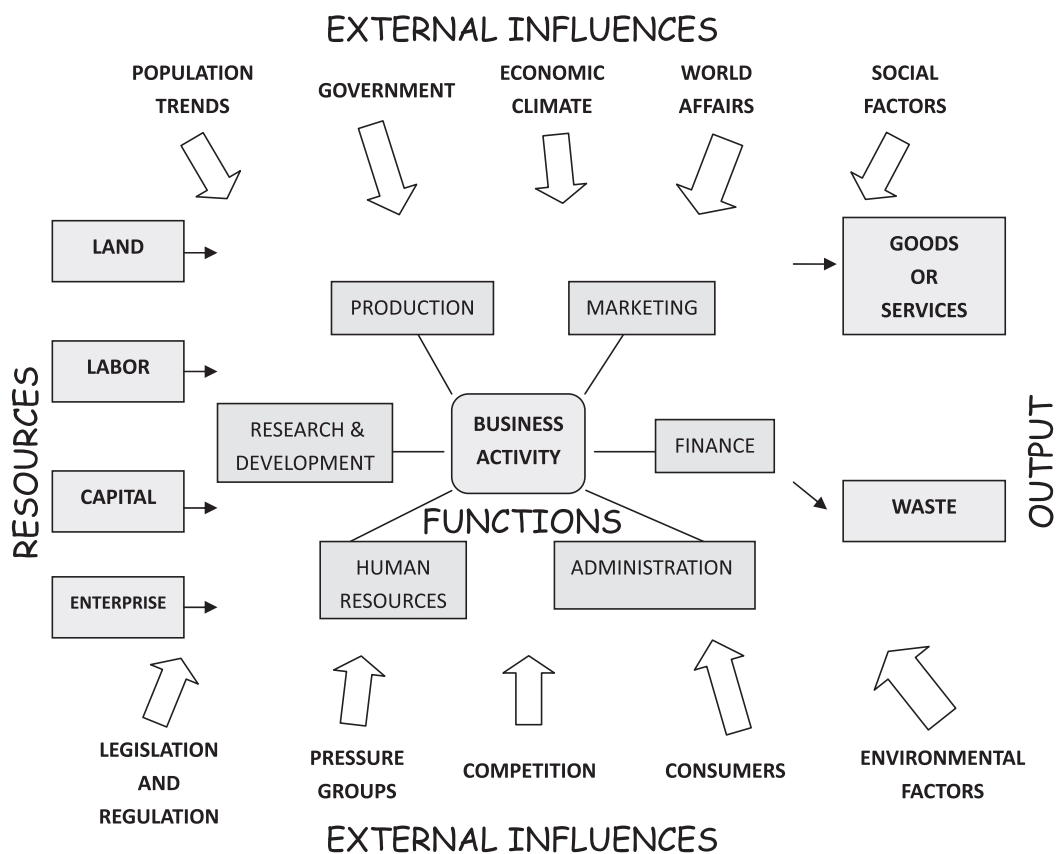 EXTERNAL INFLUENCES
POPULATION
TRENDS
GOVERNMENT
ECONOMIC
CLIMATE
WORLD
AFFAIRS
SOCIAL
FACTORS
RESOURCES
LAND
LABOR
CAPITAL
ENTERPRISE
PRODUCTION
MARKETING
RESEARCH &
DEVELOPMENT
BUSINESS
ACTIVITY
FINANCE
FUNCTIONS
HUMAN
RESOURCES
ADMINISTRATION
GOODS
OR
SERVICES
WASTE
OUTPUT
LEGISLATION
AND
REGULATION
PRESSURE
GROUPS
COMPETITION
CONSUMERS
ENVIRONMENTAL
FACTORS
EXTERNAL INFLUENCES